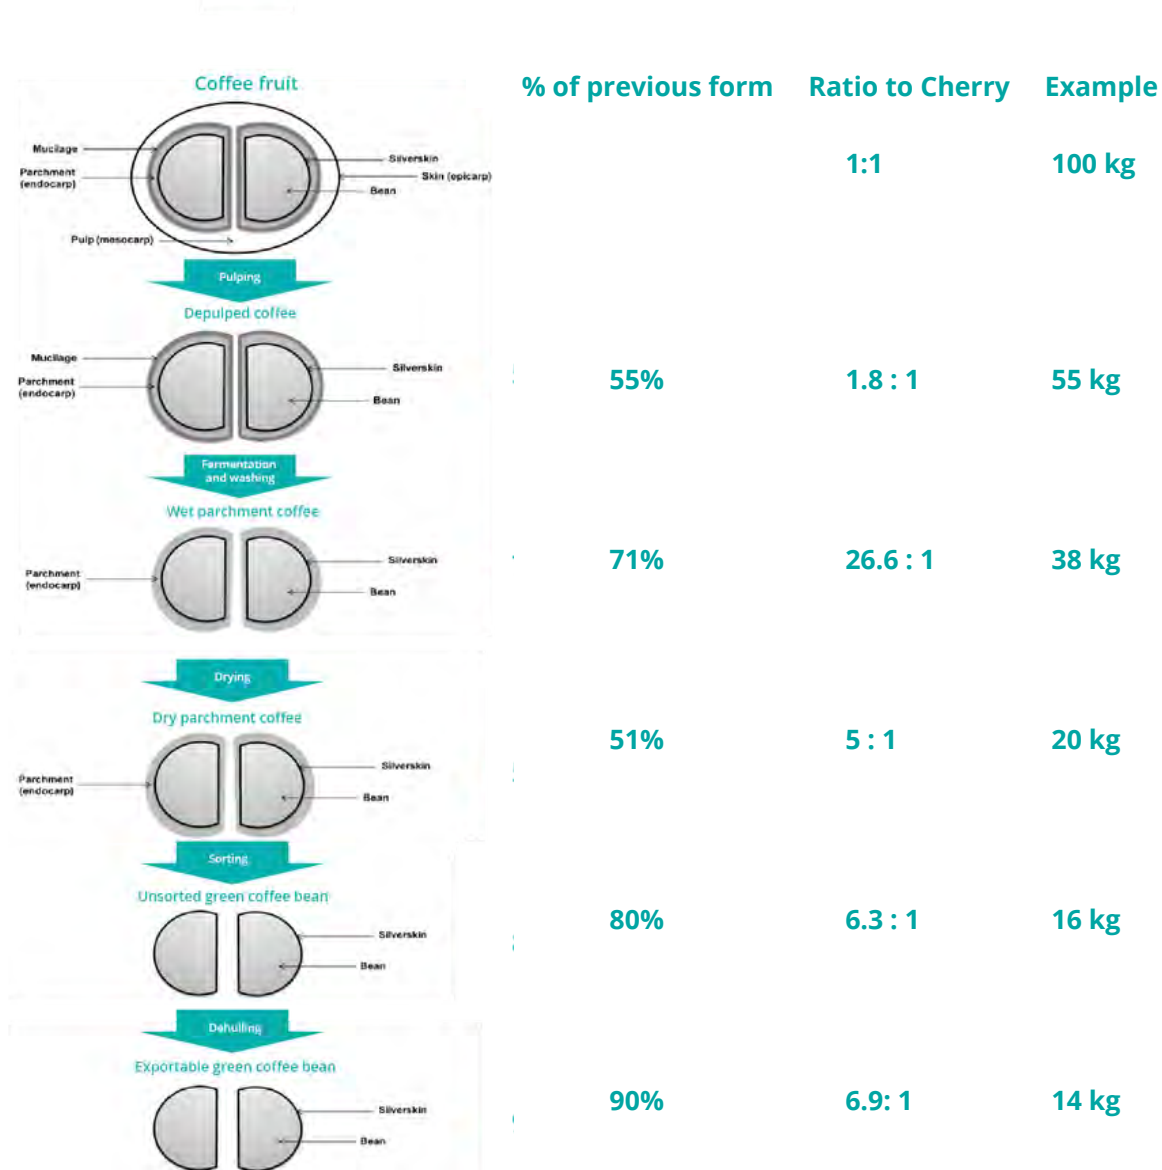 Coffee fruit
% of previous form
Ratio to Cherry
Example
Mucilage
Parchment
(endocarp)
Silverskin
Skin (epicarp)
Bean
Pulp (mesocarp)
1:1
100 kg
Pulping
Depulped coffee
Mucilage
Parchment
(endocarp)
Silverskin
Bean
55%
1.8 : 1
55 kg
Fermentation
and washing
Wet parchment coffee
Parchment
(endocarp)
Silverskin
Bean
71%
26.6 : 1
38 kg
Drying
Dry parchment coffee
Parchment
(endocarp)
Silverskin
Bean
51%
5 : 1
20 kg
Sorting
Unsorted green coffee bean
Silverskin
Bean
80%
6.3 : 1
16 kg
Dehulling
Exportable green coffee bean
Silverskin
Bean
90%
6.9: 1
14 kg